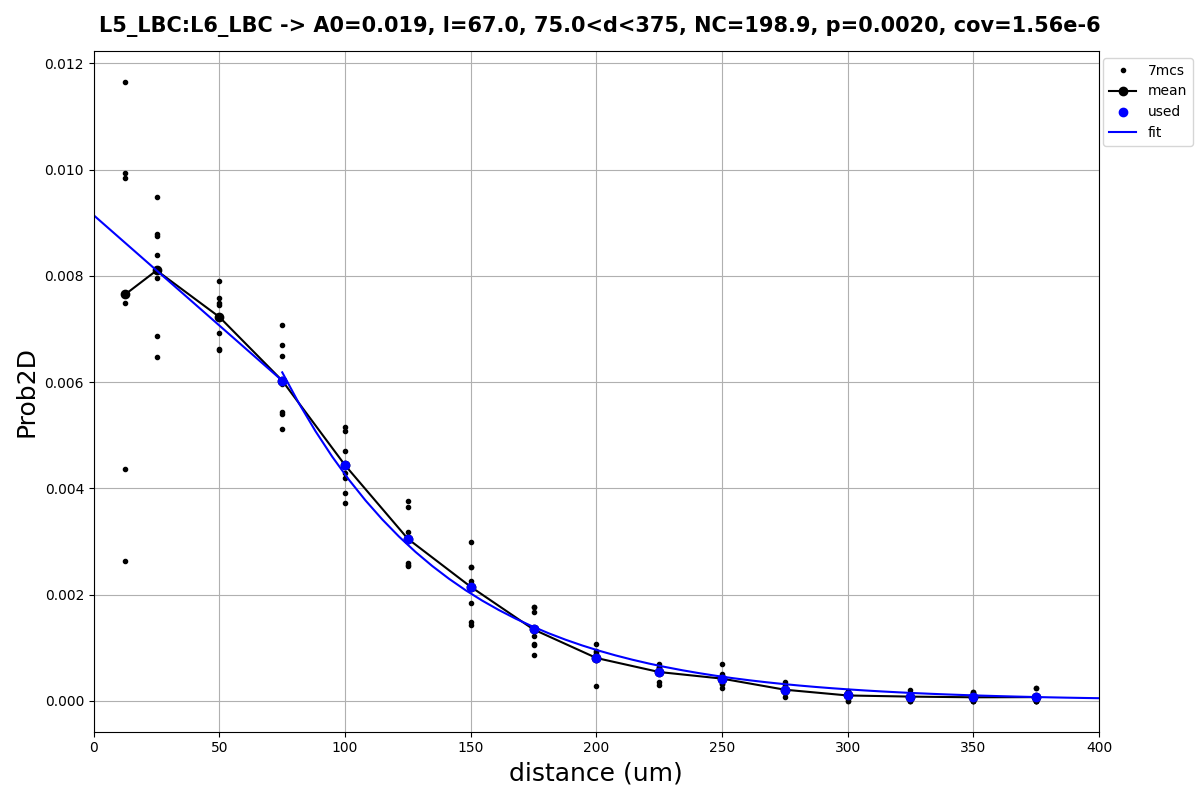 L5_LBC:L6_LBC -> A0=0.019, l=67.0, 75.0<d<375, NC=198.9, p=0.0020, cov=1.56e-6
7mcs
mean
used
fit
0.012
0.010
0.008
0.006
0.004
0.002
0.000
Prob2D
0 50 100 150 200 250 300 350 400
distance (um)